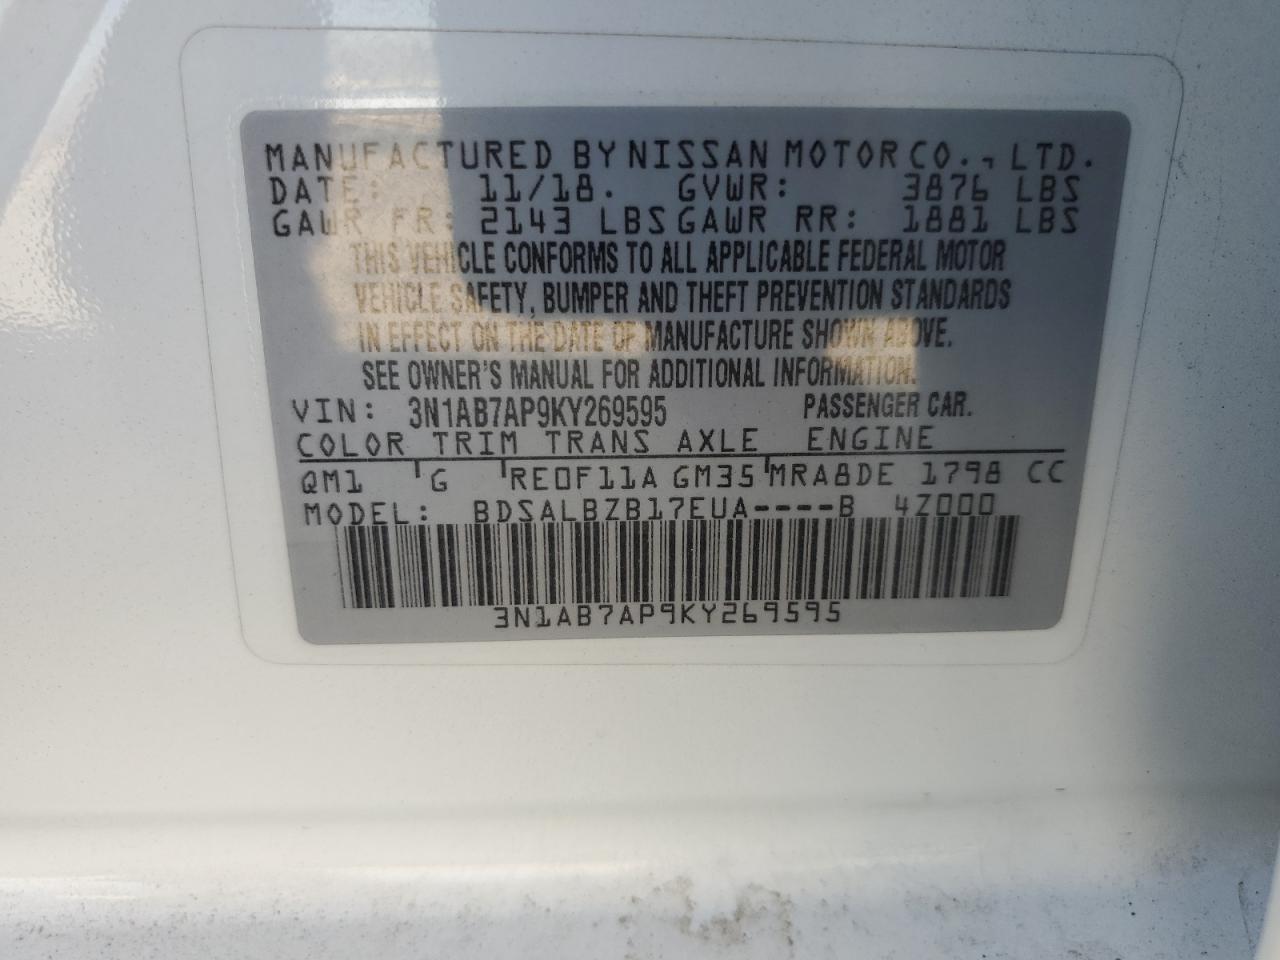 MANUFACTURED BY NISSAN MOTOR CO., LTD.
DATE: 11/18. GVWR: 3876 LBS
GAWR FR: 2143 LBS GAWR RR: 1881 LBS
THIS VEHICLE CONFORMS TO ALL APPLICABLE FEDERAL MOTOR
VEHICLE SAFETY, BUMPER AND THEFT PREVENTION STANDARDS
IN EFFECT ON THE DATE OF MANUFACTURE SHOWN ABOVE.
SEE OWNER'S MANUAL FOR ADDITIONAL INFORMATION.
VIN: 3N1AB7AP9KY269595 PASSENGER CAR.
COLOR TRIM TRANS AXLE ENGINE
QM1 G RE0F11A GM35 MRA8DE 1798 CC
MODEL: BDSALBZB17EUA----B 4Z000
3N1AB7AP9KY269595